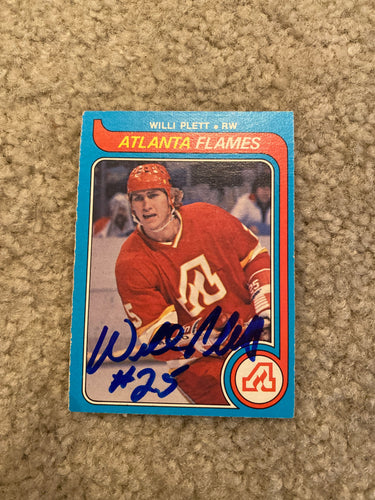 WILLI PLETT • RW
ATLANTA FLAMES
Willi Plett
#25